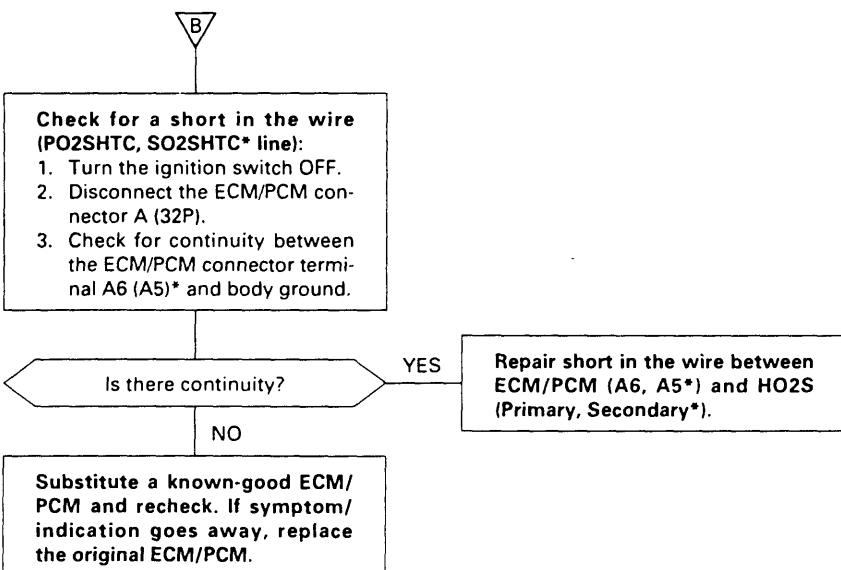 B
Check for a short in the wire
(PO2SHTC, SO2SHTC* line):
1. Turn the ignition switch OFF.
2. Disconnect the ECM/PCM con-
nector A (32P).
3. Check for continuity between
the ECM/PCM connector termi-
nal A6 (A5)* and body ground.
Is there continuity?
YES
Repair short in the wire between
ECM/PCM (A6, A5*) and HO2S
(Primary, Secondary*).
NO
Substitute a known-good ECM/
PCM and recheck. If symptom/
indication goes away, replace
the original ECM/PCM.